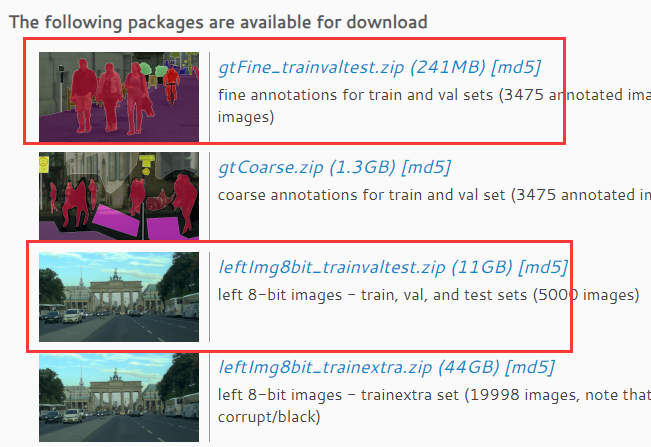 The following packages are available for download
gtFine_trainvaltest.zip (241MB) [md5]
fine annotations for train and val sets (3475 annotated
images)
gtCoarse.zip (1.3GB) [md5]
coarse annotations for train and val set (3475 annotated
leftImg8bit_trainvaltest.zip (11GB) [md5]
left 8-bit images - train, val, and test sets (5000 images)
leftImg8bit_trainextra.zip (44GB) [md5]
left 8-bit images - trainextra set (19998 images, note that
corrupt/black)